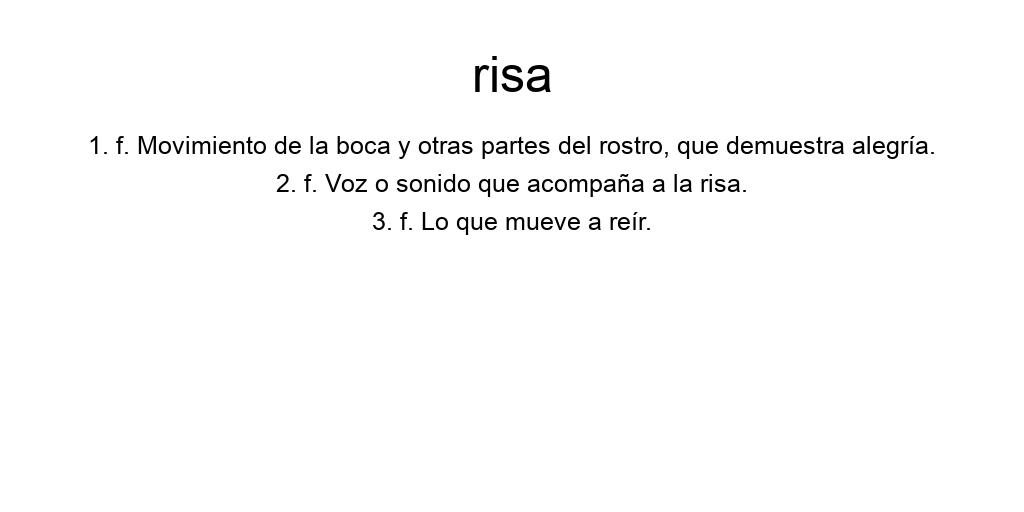 risa
1. f. Movimiento de la boca y otras partes del rostro, que demuestra alegría.
2. f. Voz o sonido que acompaña a la risa.
3. f. Lo que mueve a reír.